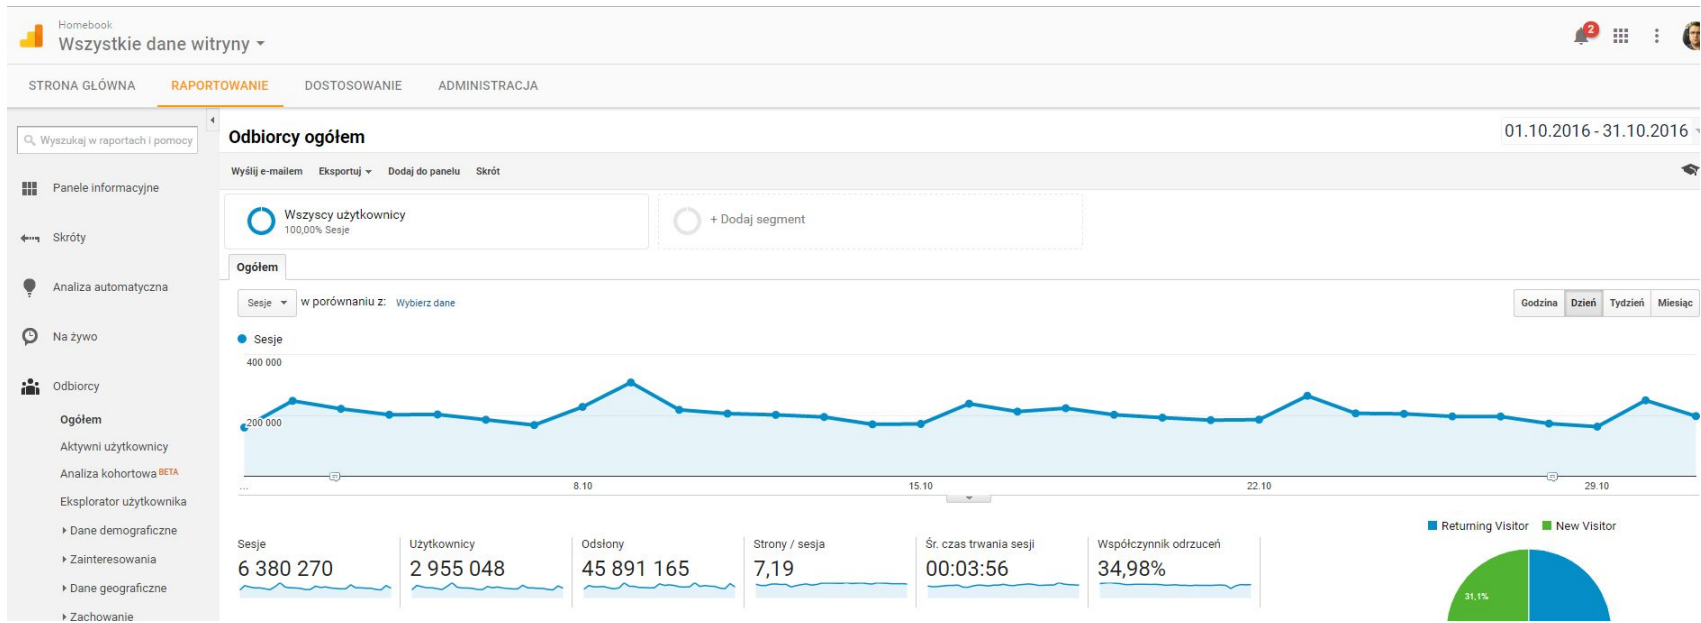 Homebook
Wszystkie dane witryny
2
STRONA GŁÓWNA RAPORTOWANIE DOSTOSOWANIE ADMINISTRACJA
Wyszukaj w raportach i pomocy
Panele informacyjne
Skróty
Analiza automatyczna
Na żywo
Odbiorcy
Ogółem
Aktywni użytkownicy
Analiza kohortowa BETA
Eksplorator użytkownika
Dane demograficzne
Zainteresowania
Dane geograficzne
Zachowanie
Odbiorcy ogółem
01.10.2016 - 31.10.2016
Wyślij e-mailem Eksportuj Dodaj do panelu Skrót
Wszyscy użytkownicy
100,00% Sesje
+ Dodaj segment
Ogółem
Sesje w porównaniu z: Wybierz dane
Godzina Dzień Tydzień Miesiąc
Sesje
400 000
200 000
... 8.10 15.10 22.10 29.10
Returning Visitor New Visitor
Sesje Użytkownicy Odsłony Strony / sesja Śr. czas trwania sesji Współczynnik odrzuceń
6 380 270 2 955 048 45 891 165 7,19 00:03:56 34,98%
31,1%